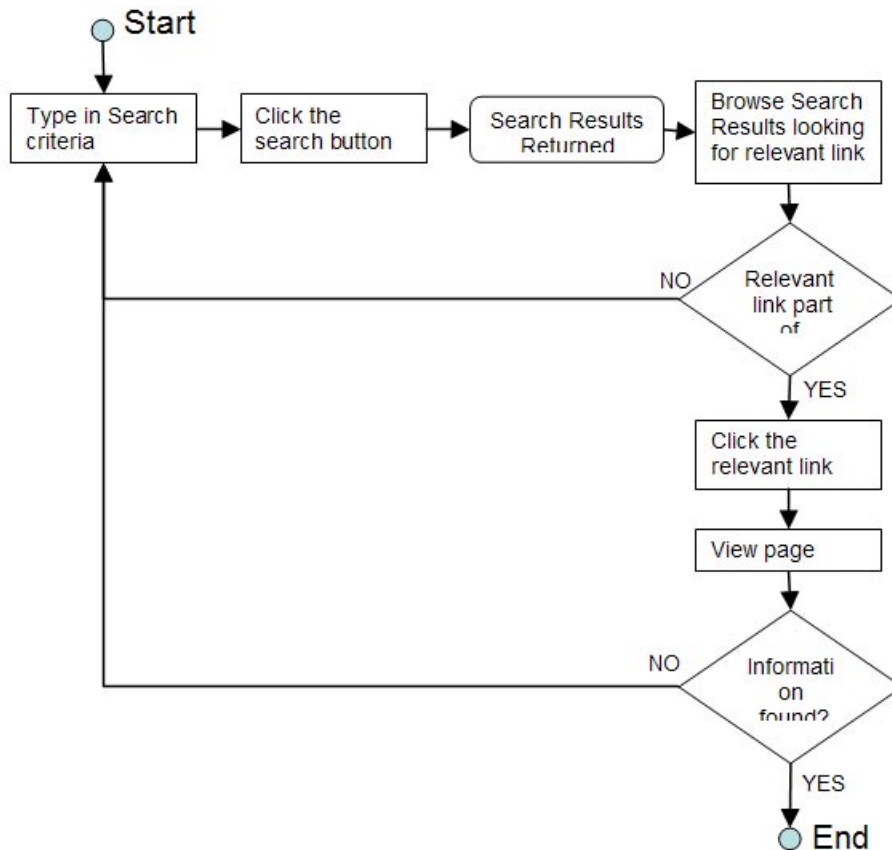 Start
Type in Search
criteria
Click the
search button
Search Results
Returned
Browse Search
Results looking
for relevant link
NO
Relevant
link part
of
YES
Click the
relevant link
View page
NO
Informati
on
found?
YES
End